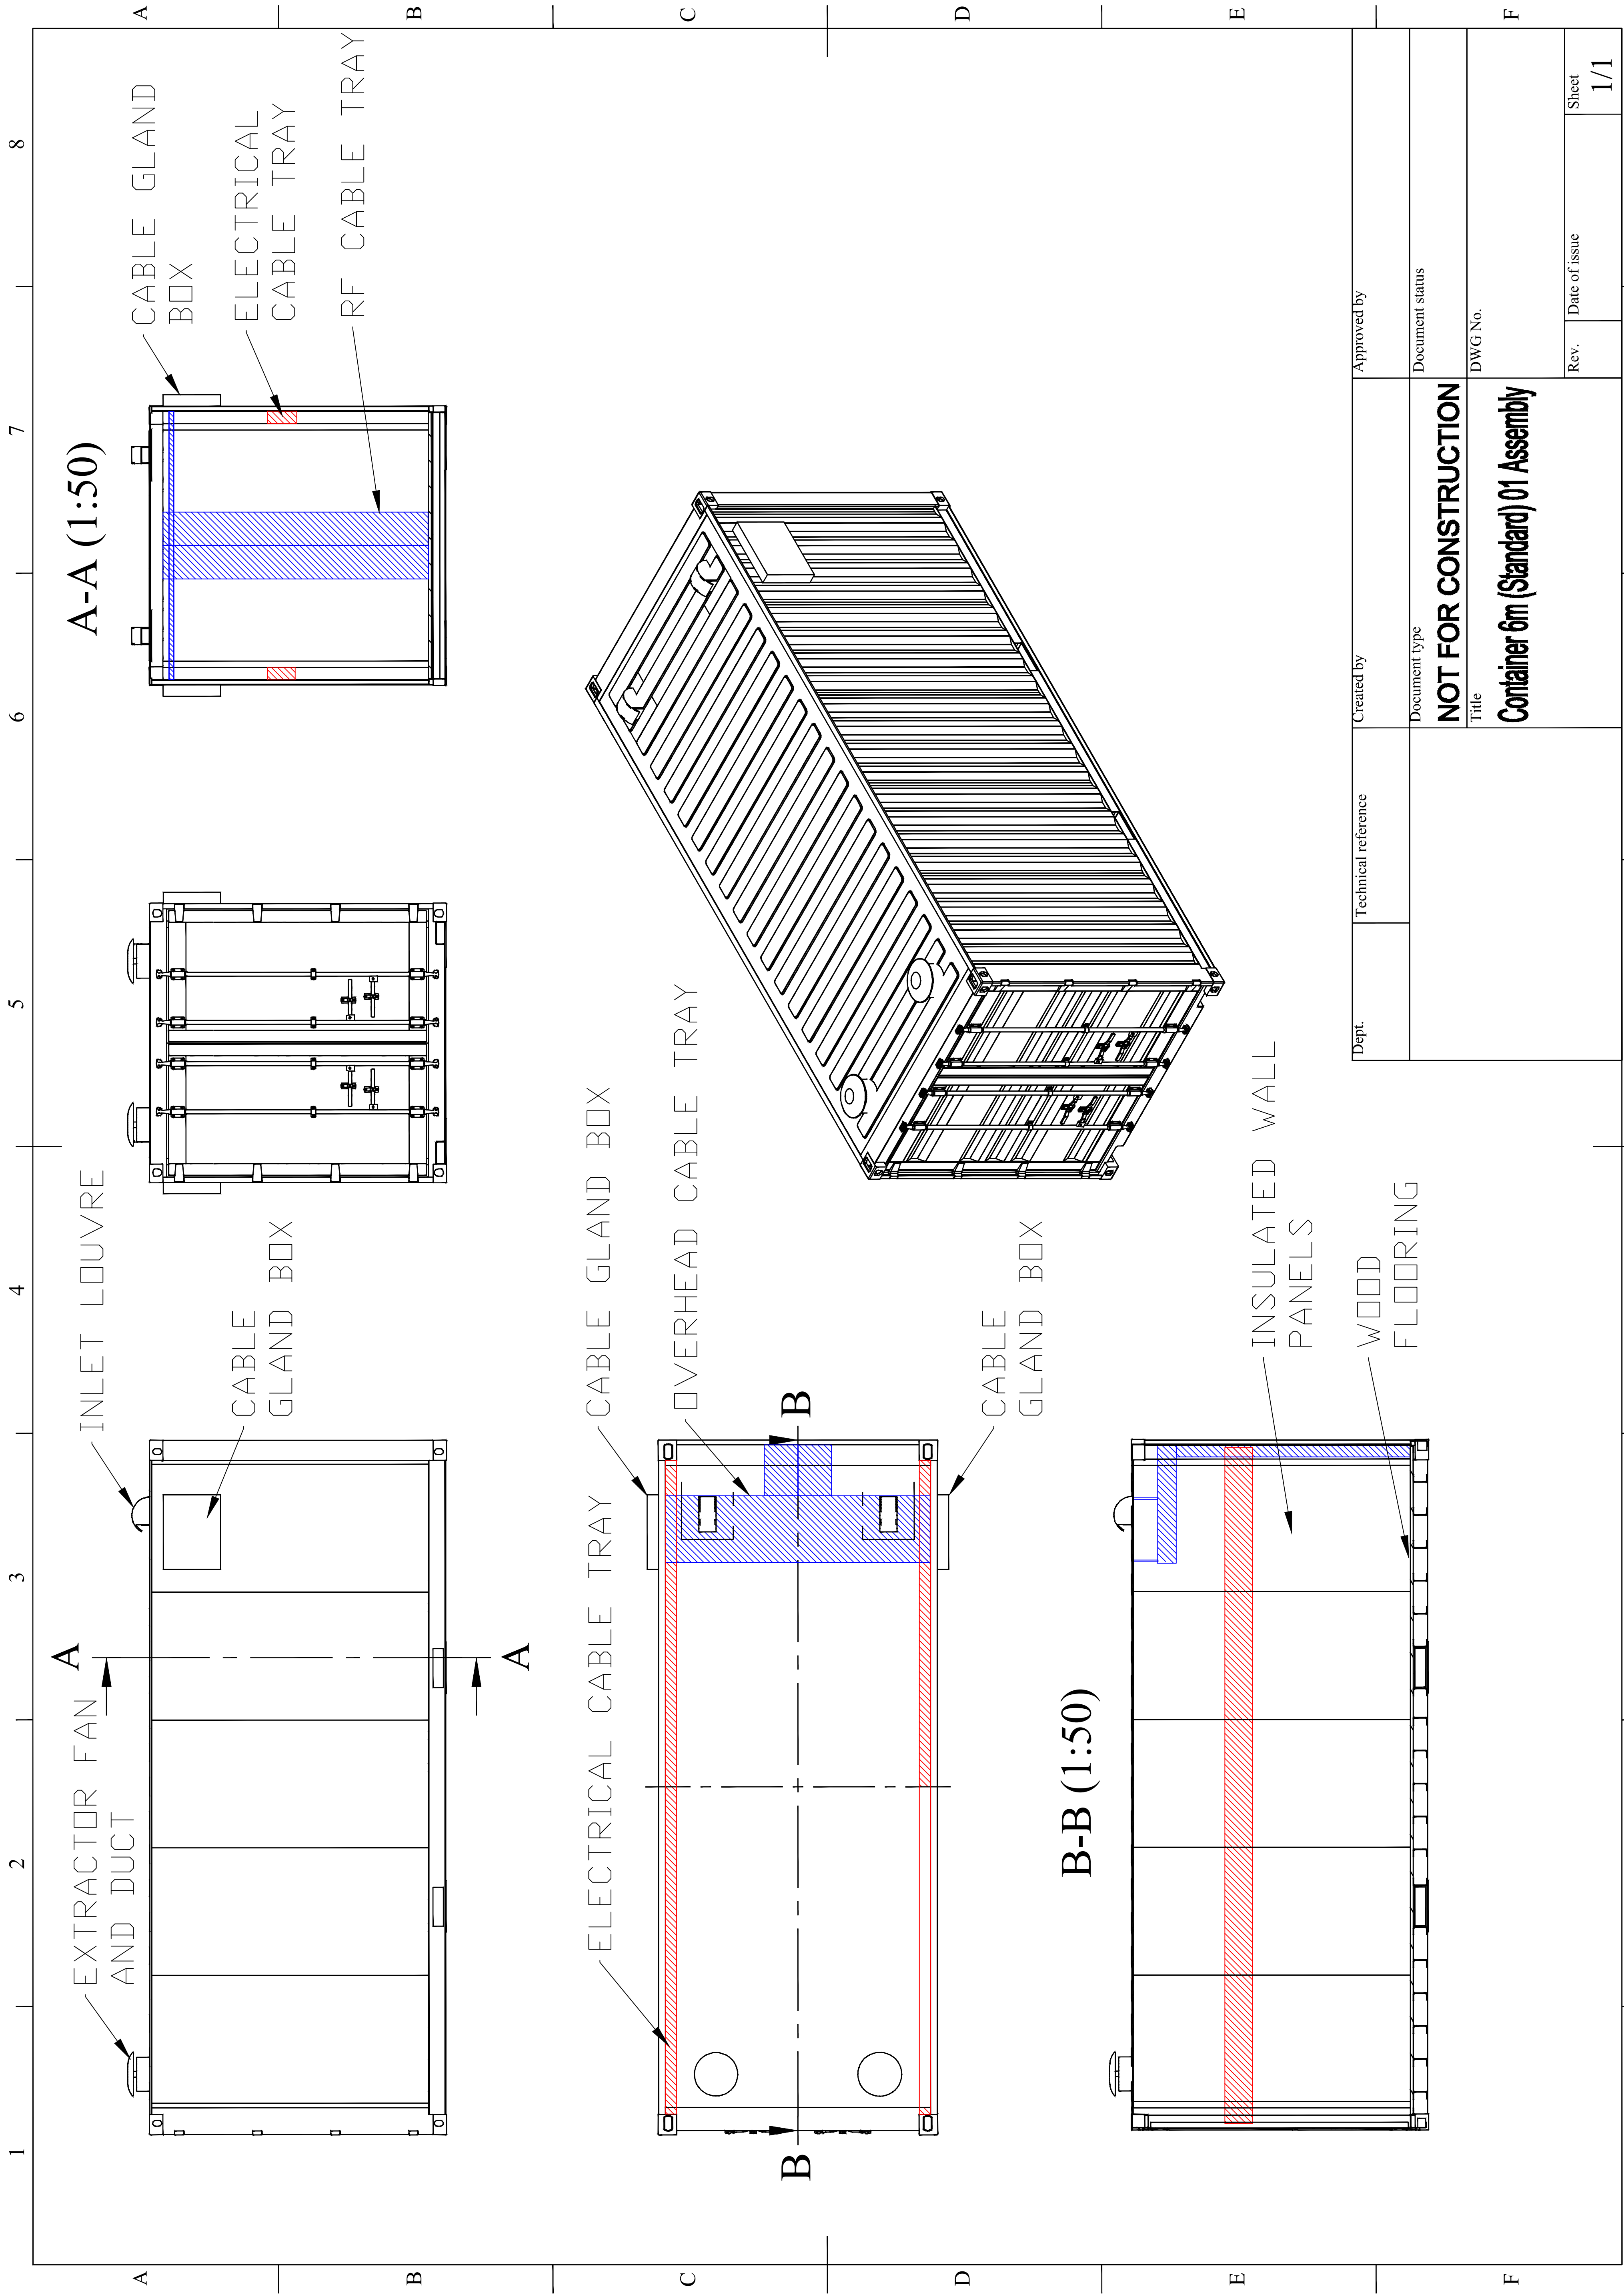 1
2
3
4
5
6
7
8
A
A
B
B
C
C
D
D
E
E
F
F
EXTRACTOR FAN
AND DUCT
A
INLET LOUVRE
CABLE
GLAND BOX
A
A-A (1:50)
CABLE GLAND
BOX
ELECTRICAL
CABLE TRAY
RF CABLE TRAY
ELECTRICAL CABLE TRAY
CABLE GLAND BOX
OVERHEAD CABLE TRAY
B
B
CABLE
GLAND BOX
B-B (1:50)
INSULATED WALL
PANELS
WOOD
FLOORING
Dept.
Technical reference
Created by
Approved by
Document type
NOT FOR CONSTRUCTION
Document status
Title
Container 6m (Standard) 01 Assembly
DWG No.
Rev.
Date of issue
Sheet
1/1